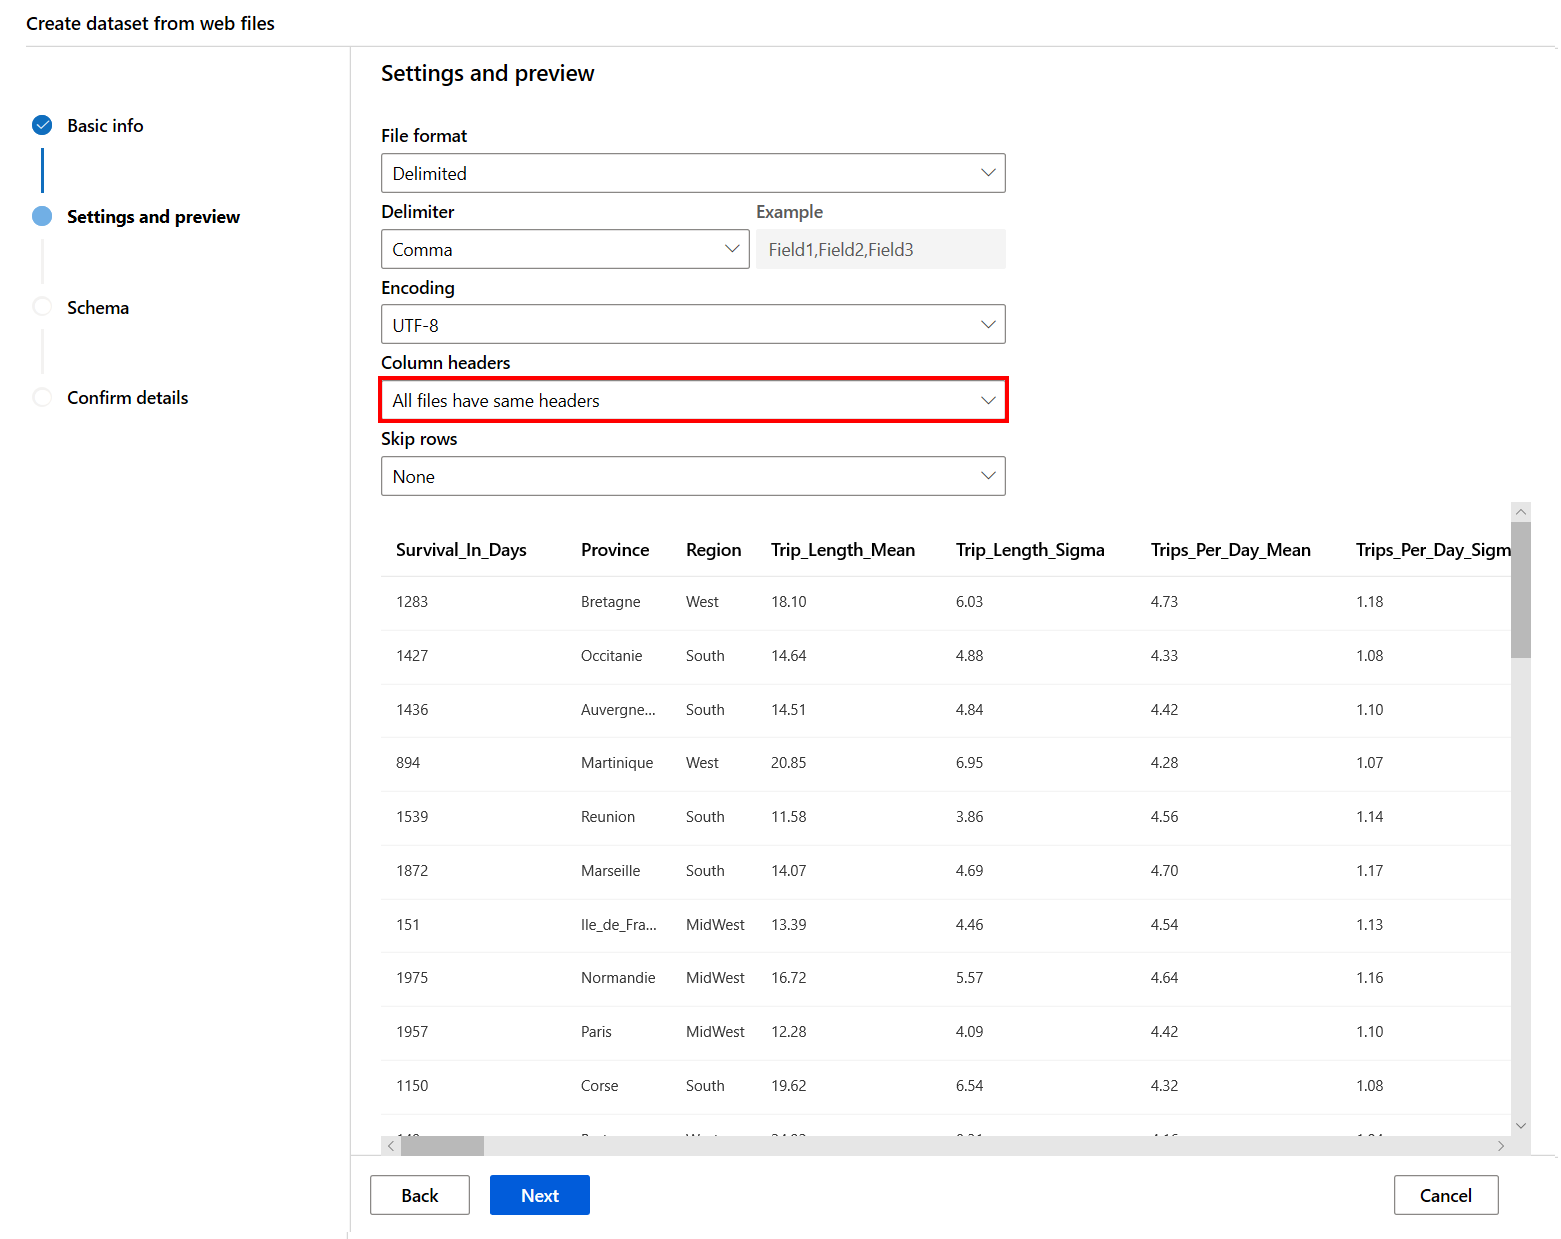 Create dataset from web files
Basic info
Settings and preview
Schema
Confirm details
Settings and preview
File format
Delimited
Delimiter Example
Comma Field1,Field2,Field3
Encoding
UTF-8
Column headers
All files have same headers
Skip rows
None
Survival_In_Days Province Region Trip_Length_Mean Trip_Length_Sigma Trips_Per_Day_Mean Trips_Per_Day_Sigm
1283 Bretagne West 18.10 6.03 4.73 1.18
1427 Occitanie South 14.64 4.88 4.33 1.08
1436 Auvergne... South 14.51 4.84 4.42 1.10
894 Martinique West 20.85 6.95 4.28 1.07
1539 Reunion South 11.58 3.86 4.56 1.14
1872 Marseille South 14.07 4.69 4.70 1.17
151 Ile_de_Fra... MidWest 13.39 4.46 4.54 1.13
1975 Normandie MidWest 16.72 5.57 4.64 1.16
1957 Paris MidWest 12.28 4.09 4.42 1.10
1150 Corse South 19.62 6.54 4.32 1.08
Back Next Cancel